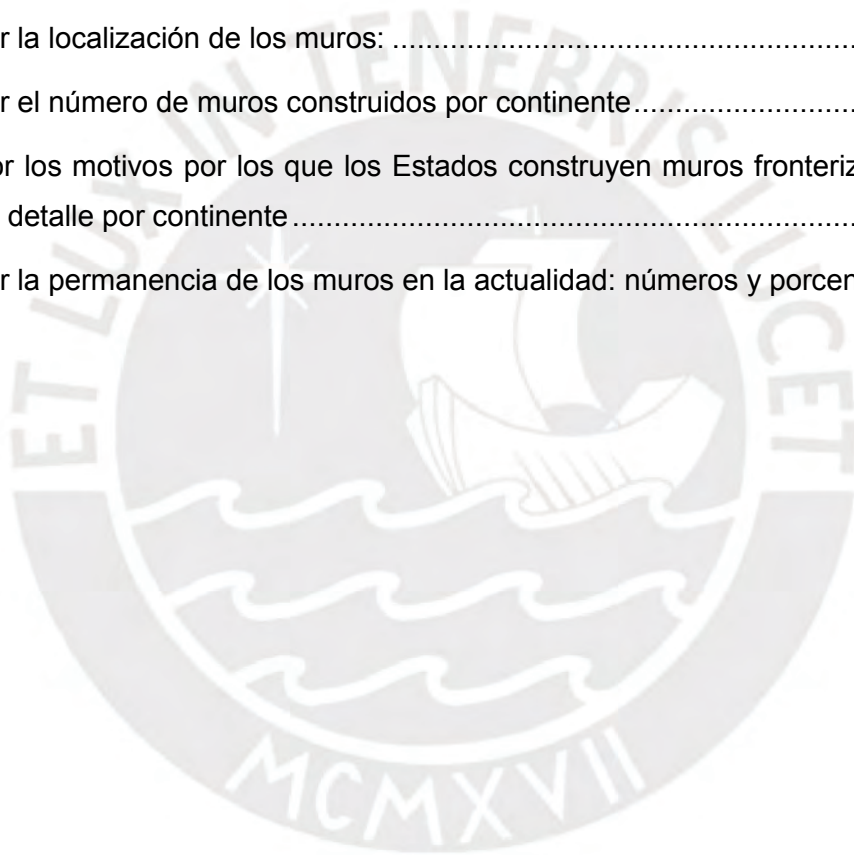 r la localización de los muros: ........................................................
r el número de muros construidos por continente...........................
or los motivos por los que los Estados construyen muros fronteriz
detalle por continente....................................................................
r la permanencia de los muros en la actualidad: números y porcen
ET LUX IN TENEBRIS LUCET
MCMXVII